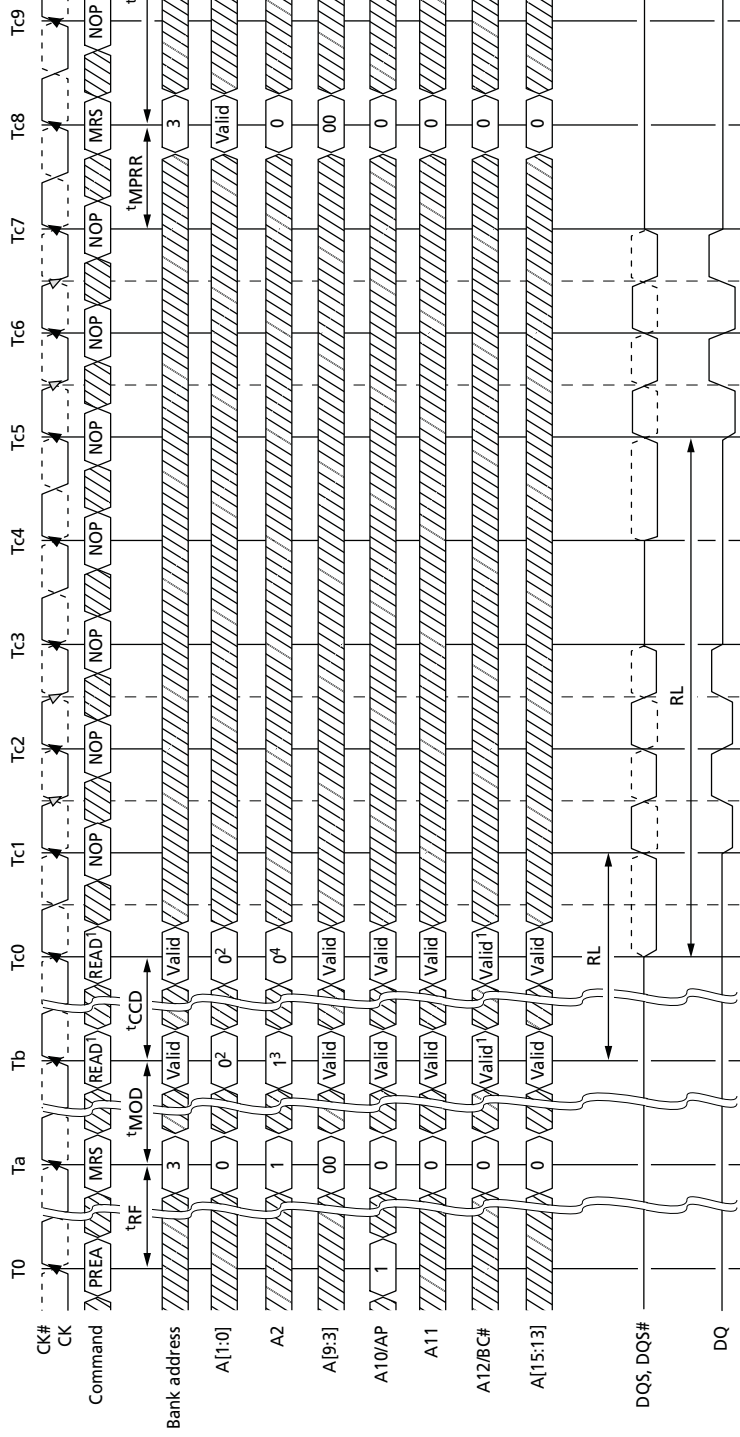 T0 Ta Tb Tc0 Tc1 Tc2 Tc3 Tc4 Tc5 Tc6 Tc7 Tc8 Tc9
CK#
CK
Command PREA MRS READ1 READ1 NOP NOP NOP NOP NOP NOP NOP MRS NOP
tRF tMOD tCCD tMPRR t
Bank address 3 Valid Valid 3
A[1:0] 0 02 02 Valid
A2 1 13 04 0
A[9:3] 00 Valid Valid 00
A10/AP 1 0 Valid Valid 0
A11 0 Valid Valid 0
A12/BC# 0 Valid1 Valid1 0
A[15:13] 0 Valid Valid 0
RL
DQS, DQS#
RL
DQ